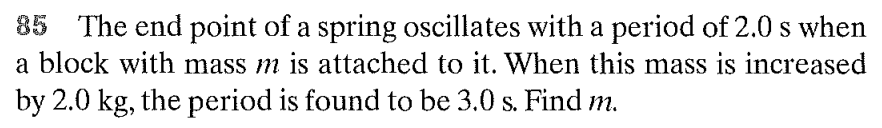 85 The end point of a spring oscillates with a period of 2.0 s when
a block with mass m is attached to it. When this mass is increased
by 2.0 kg, the period is found to be 3.0 s. Find m.